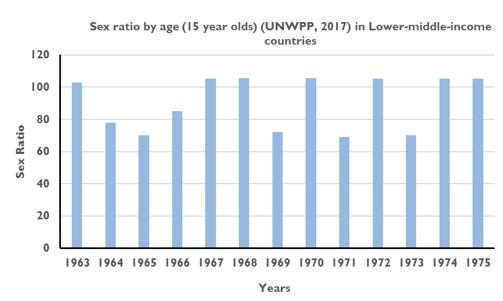 Sex ratio by age (15 year olds) (UNWPP, 2017) in Lower-middle-income
countries
120
100
80
60
40
20
0
Sex Ratio
1963 1964 1965 1966 1967 1968 1969 1970 1971 1972 1973 1974 1975
Years